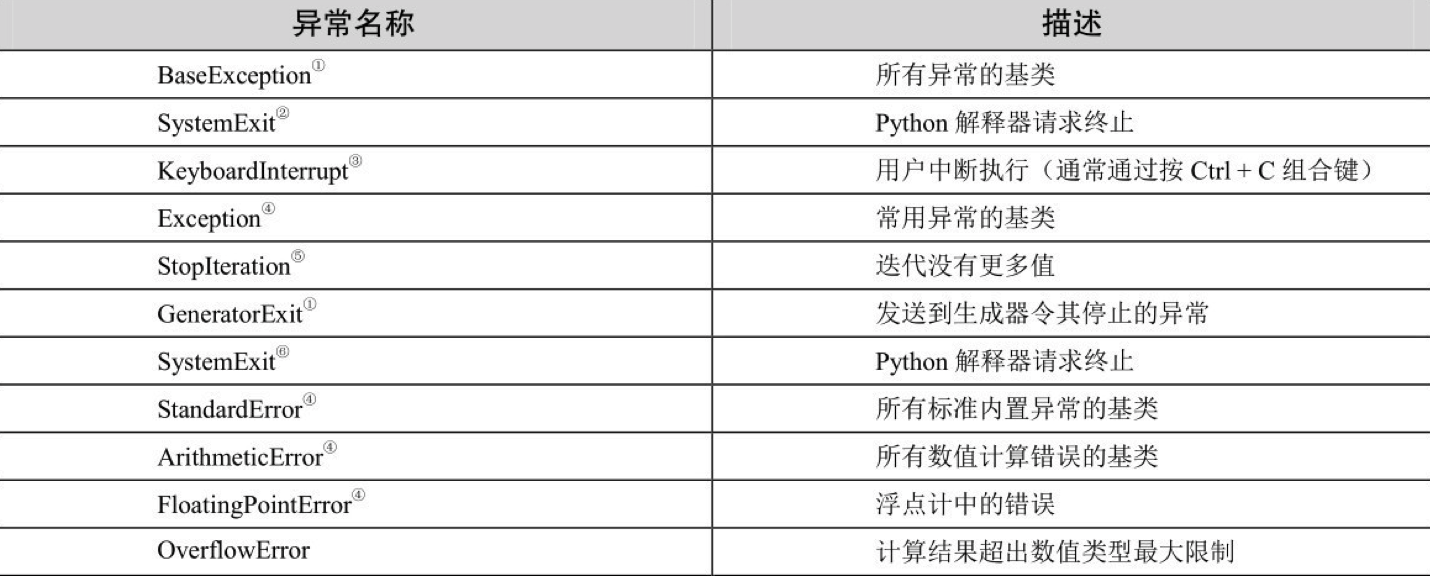 异常名称 描述
BaseException① 所有异常的基类
SystemExit② Python 解释器请求终止
KeyboardInterrupt③ 用户中断执行（通常通过按 Ctrl + C 组合键）
Exception④ 常用异常的基类
StopIteration⑤ 迭代没有更多值
GeneratorExit① 发送到生成器令其停止的异常
SystemExit⑥ Python 解释器请求终止
StandardError④ 所有标准内置异常的基类
ArithmeticError④ 所有数值计算错误的基类
FloatingPointError④ 浮点计中的错误
OverflowError 计算结果超出数值类型最大限制